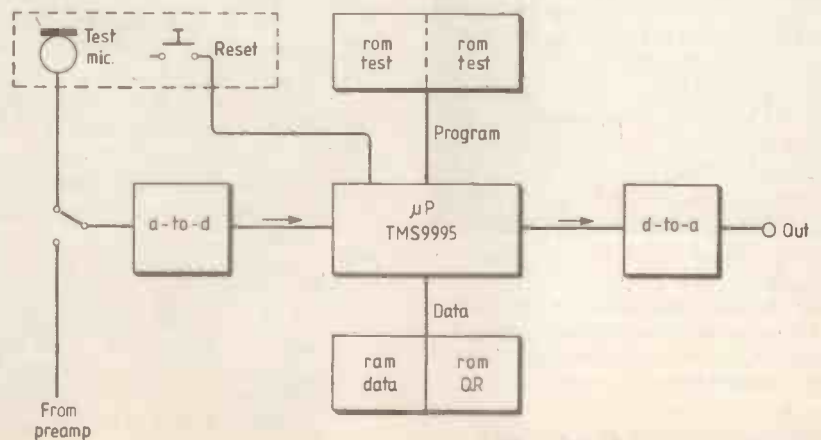 Test
mic.
Reset
rom
test
rom
test
Program
a-to-d
μP
TMS9995
d-to-a
Out
Data
ram
data
rom
QR
From
preamp